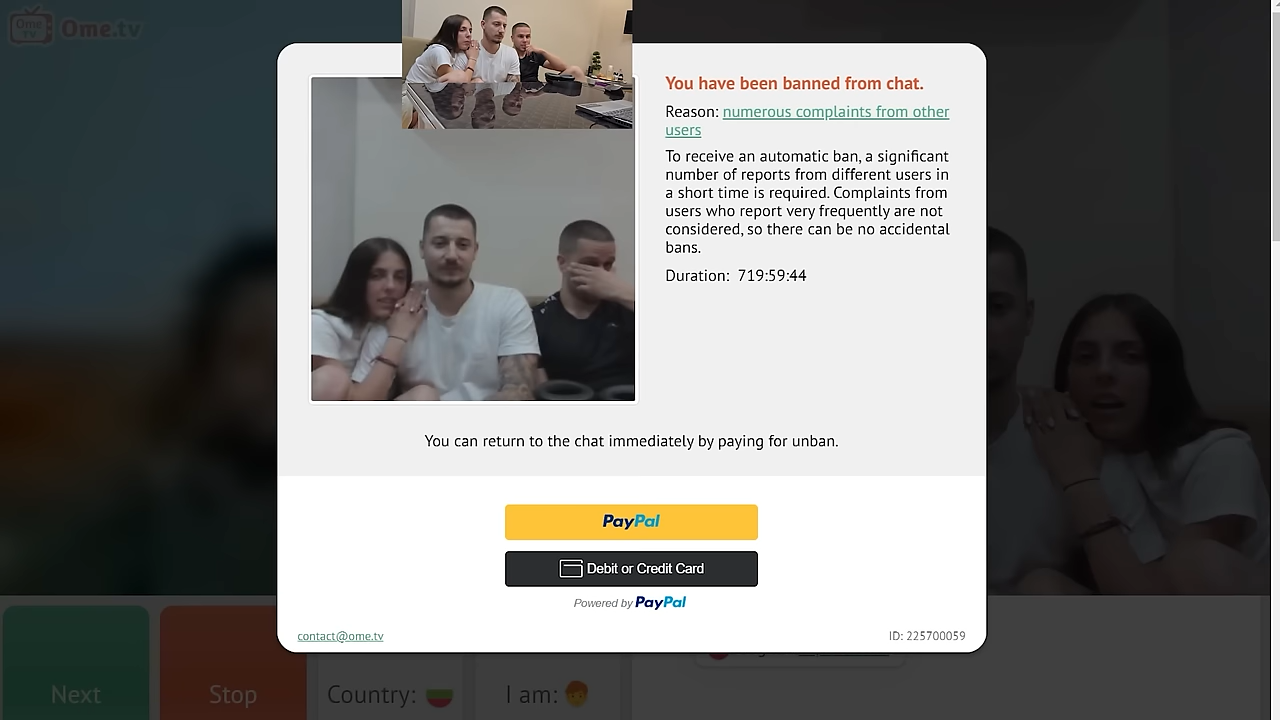 Ome TV Ome.tv
You have been banned from chat.
Reason: numerous complaints from other
users
To receive an automatic ban, a significant
number of reports from different users in
a short time is required. Complaints from
users who report very frequently are not
considered, so there can be no accidental
bans.
Duration: 719:59:44
You can return to the chat immediately by paying for unban.
PayPal
Debit or Credit Card
Powered by PayPal
contact@ome.tv
ID: 225700059
Next
Stop
Country:
I am: